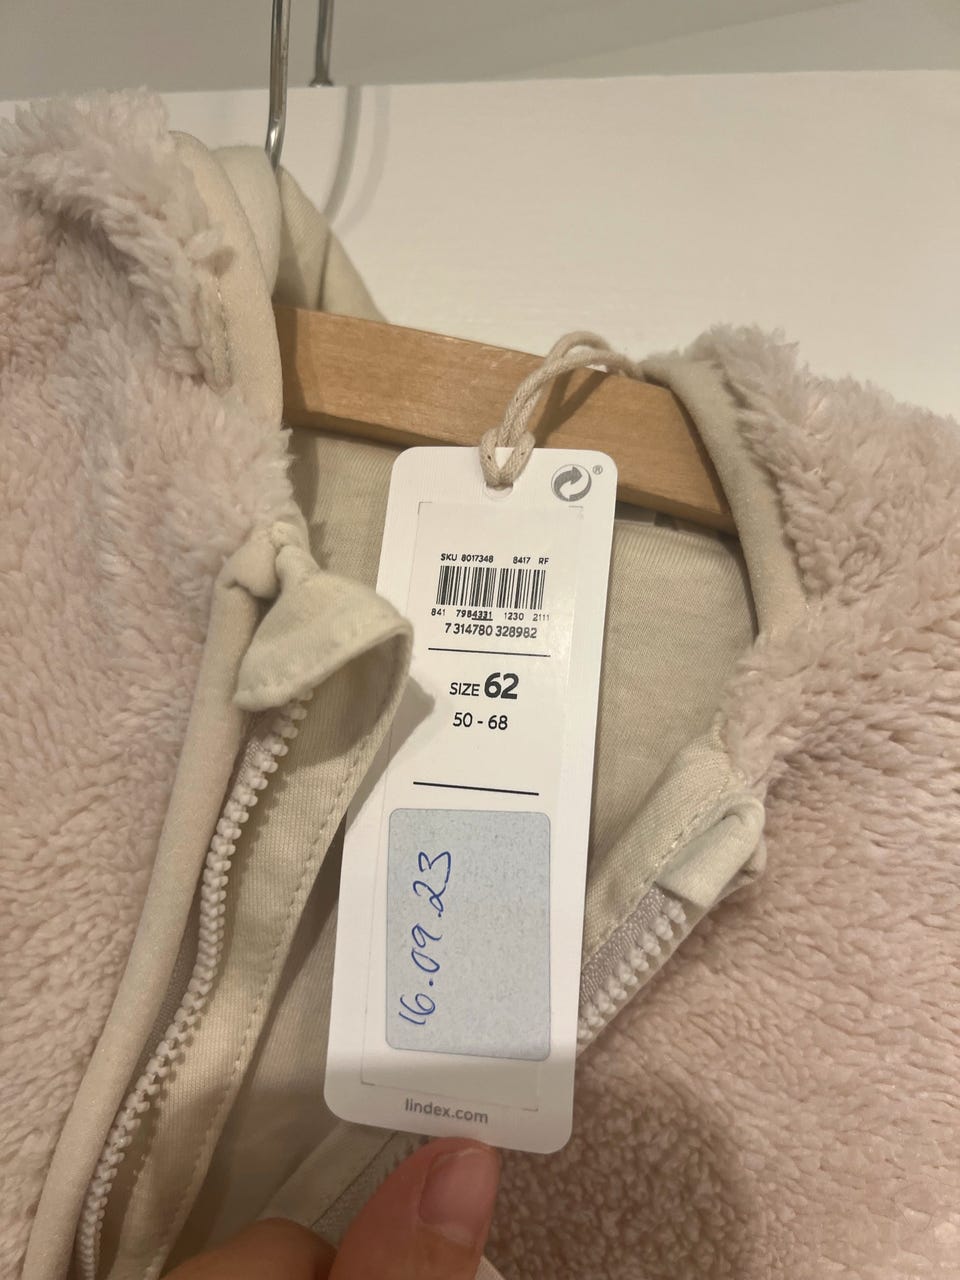 ®
SKU 8017348 8417 RF
841 7984331 1230 2111
7 314780 328982
SIZE 62
50 - 68
16.09.23
lindex.com